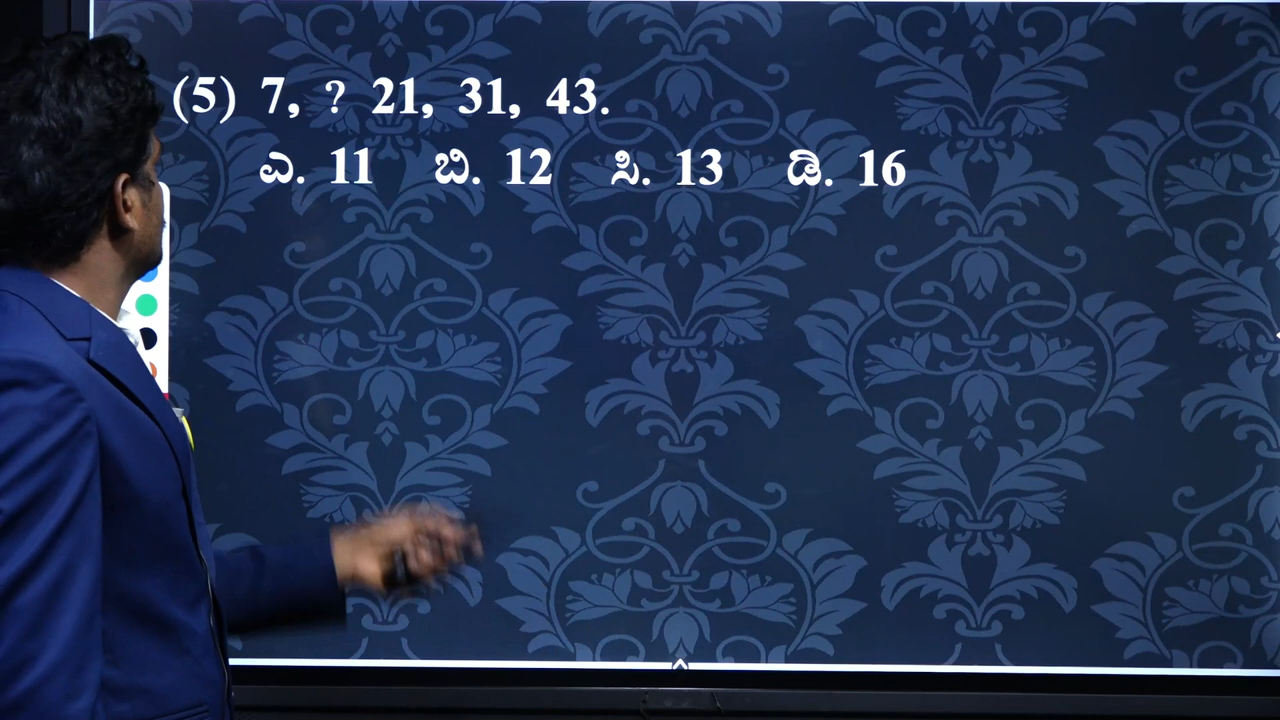 (5) 7, ? 21, 31, 43.
ಎ. 11 ಬಿ. 12 ಸಿ. 13 ಡಿ. 16